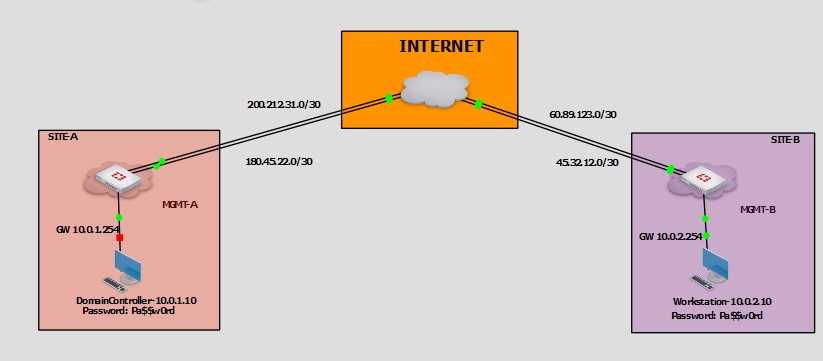 INTERNET
200.212.31.0/30
60.89.123.0/30
SITE-A
SITE-B
180.45.22.0/30
45.32.12.0/30
MGMT-A
MGMT-B
GW 10.0.1.254
GW 10.0.2.254
DomainController-10.0.1.10
Password: Pa$$w0rd
Workstation-10.0.2.10
Password: Pa$$w0rd